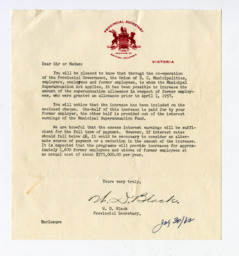 PROVINCIAL SECRETARY
VICTORIA
Dear Sir or Madam:
You will be pleased to know that through the co-operation
of the Provincial Government, the Union of B. C. Municipalities,
employers, employees and former employees, to whom the Municipal
Superannuation Act applies, it has been possible to increase the
amount of the superannuation allowance in respect of former employ-
ees, who were granted an allowance prior to April 1, 1957.
You will notice that the increase has been included on the
enclosed cheque. One-half of this increase is paid for by your
former employer, the other half is provided out of the interest
earnings of the Municipal Superannuation Fund.
We are hopeful that the excess interest earnings will be suffi-
cient for the full term of payment. However, if interest rates
should fall below 4%, it would be necessary to consider an alter-
nate source of payment or a reduction in the amount of the increase.
It is expected that the programme will provide increases for approx-
imately 1,400 former employees and widows of former employees at
an annual cost of about $375,000.00 per year.
Yours very truly,
W. D. Black
W. D. Black
Provincial Secretary.
Enclosure
July 20/62